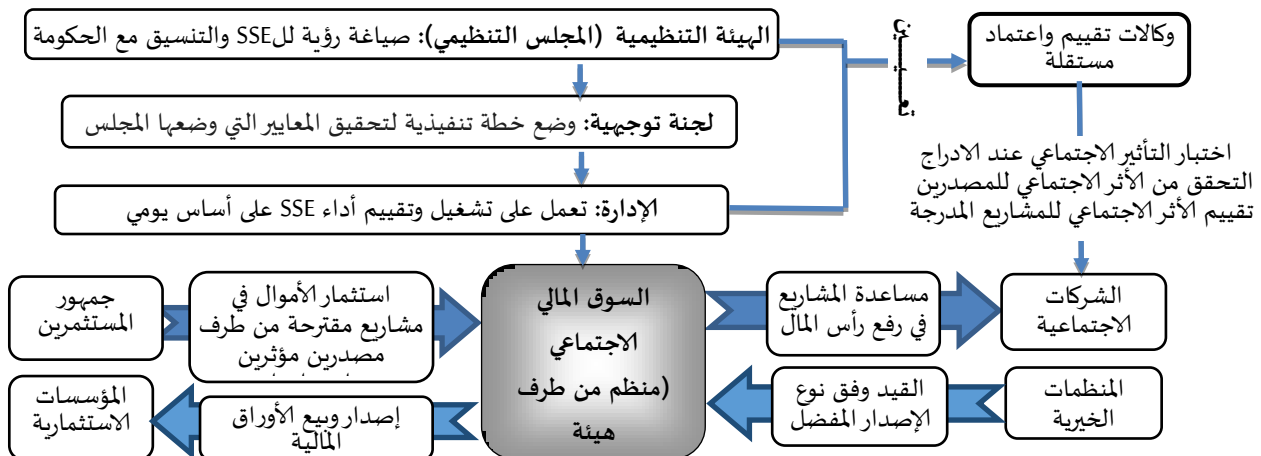 الهيئة التنظيمية (المجلس التنظيمي): صياغة رؤية للSSE والتنسيق مع الحكومة
تعيين
وكالات تقييم واعتماد
مستقلة
لجنة توجيهية: وضع خطة تنفيذية لتحقيق المعايير التي وضعها المجلس
الإدارة: تعمل على تشغيل وتقييم أداء SSE على أساس يومي
اختبار التأثير الاجتماعي عند الادراج
التحقق من الأثر الاجتماعي للمصدرين
تقييم الأثر الاجتماعي للمشاريع المدرجة
الشركات
الاجتماعية
مساعدة المشاريع
في رفع رأس المال
السوق المالي
الاجتماعي
(منظم من طرف
هيئة
استثمار الأموال في
مشاريع مقترحة من طرف
مصدرين مؤثرين
جمهور
المستثمرين
المنظمات
الخيرية
القيد وفق نوع
الإصدار المفضل
إصدار وبيع الأوراق
المالية
المؤسسات
الاستثمارية